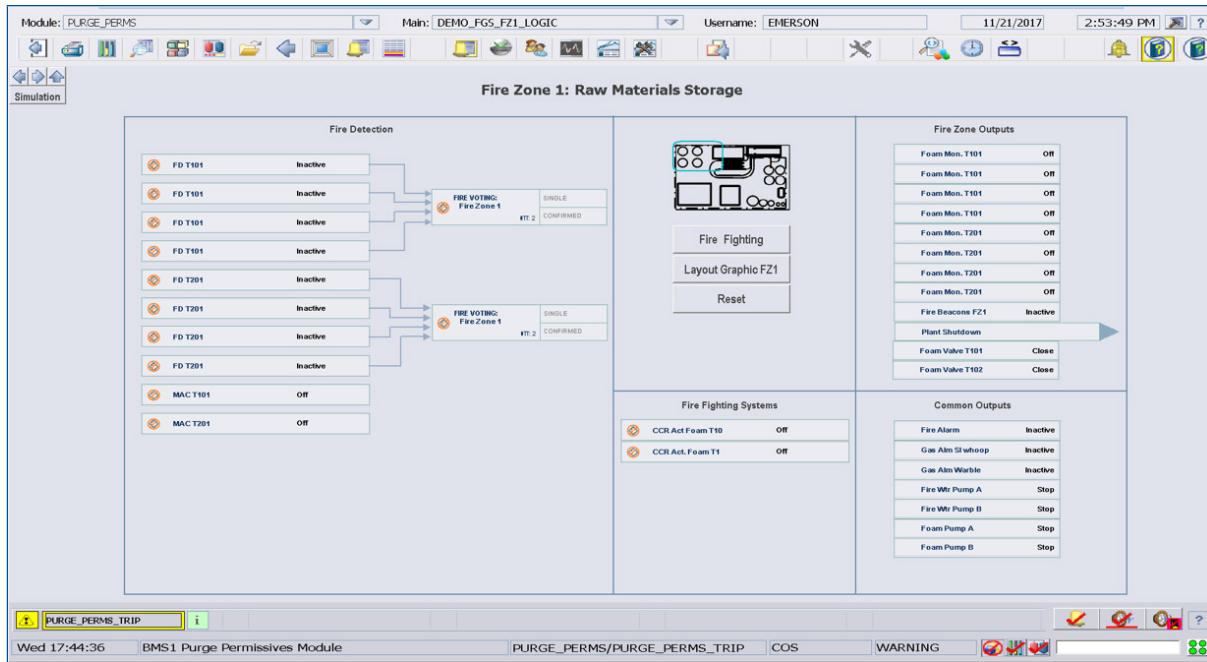 Module: PURGE_PERMS Main: DEMO_FGS_FZ1_LOGIC Username: EMERSON 11/21/2017 2:53:49 PM ?
Simulation
Fire Zone 1: Raw Materials Storage
Fire Detection
FD T101 Inactive
FD T101 Inactive
FD T101 Inactive
FD T101 Inactive
FD T201 Inactive
FD T201 Inactive
FD T201 Inactive
FD T201 Inactive
MAC T101 Off
MAC T201 Off
FIRE VOTING: SINGLE
Fire Zone 1
#TT: 2 CONFIRMED
FIRE VOTING: SINGLE
Fire Zone 1
#TT: 2 CONFIRMED
Fire Fighting
Layout Graphic FZ1
Reset
Fire Fighting Systems
CCR Act Foam T10 Off
CCR Act. Foam T1 Off
Fire Zone Outputs
Foam Mon. T101 Off
Foam Mon. T101 Off
Foam Mon. T101 Off
Foam Mon. T101 Off
Foam Mon. T201 Off
Foam Mon. T201 Off
Foam Mon. T201 Off
Foam Mon. T201 Off
Fire Beacons FZ1 Inactive
Plant Shutdown
Foam Valve T101 Close
Foam Valve T102 Close
Common Outputs
Fire Alarm Inactive
Gas Alm Sl whoop Inactive
Gas Alm Warble Inactive
Fire Wtr Pump A Stop
Fire Wtr Pump B Stop
Foam Pump A Stop
Foam Pump B Stop
PURGE_PERMS_TRIP i ?
Wed 17:44:36 BMS1 Purge Permissives Module PURGE_PERMS/PURGE_PERMS_TRIP COS WARNING